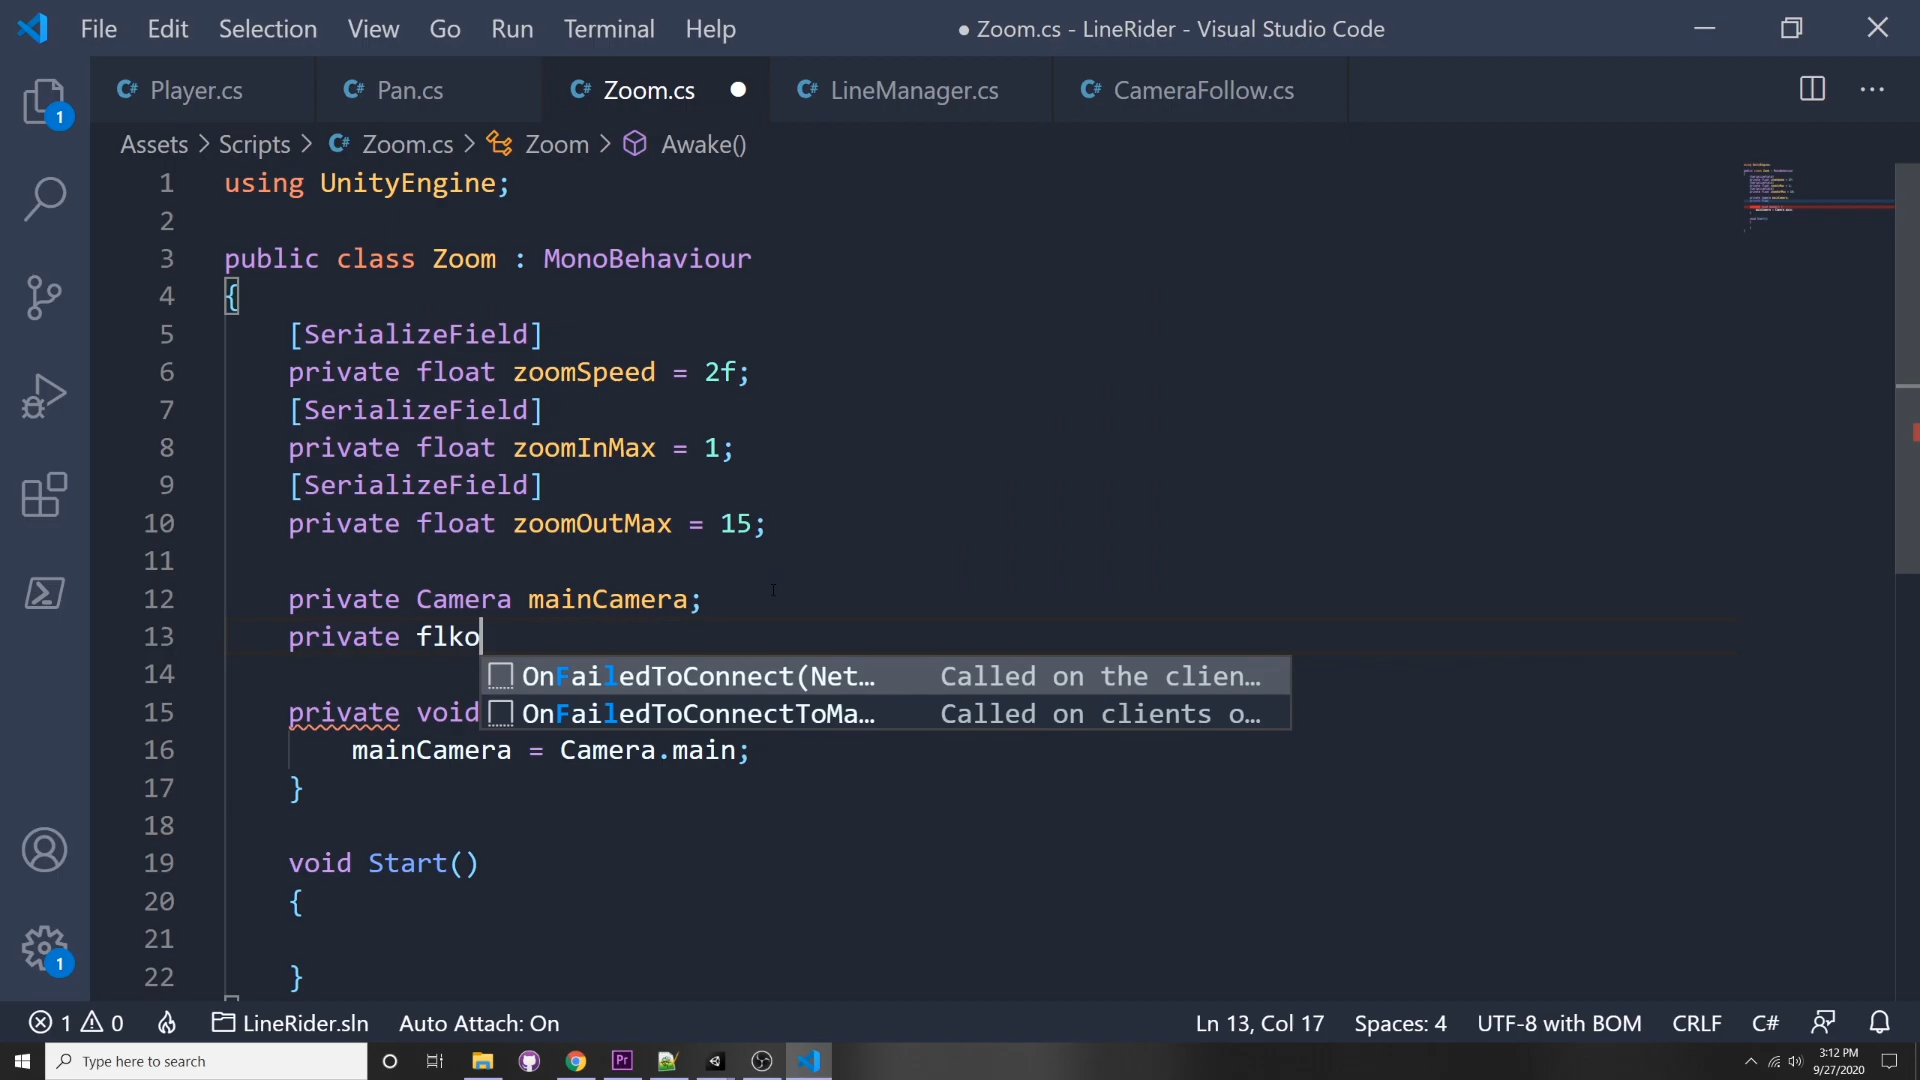 File Edit Selection View Go Run Terminal Help ● Zoom.cs - LineRider - Visual Studio Code
Player.cs Pan.cs Zoom.cs LineManager.cs CameraFollow.cs
Assets > Scripts > Zoom.cs > Zoom > Awake()
1 using UnityEngine;
2
3 public class Zoom : MonoBehaviour
4 {
5 [SerializeField]
6 private float zoomSpeed = 2f;
7 [SerializeField]
8 private float zoomInMax = 1;
9 [SerializeField]
10 private float zoomOutMax = 15;
11
12 private Camera mainCamera;
13 private flko
OnFailedToConnect(Net… Called on the clien…
14
OnFailedToConnectToMa… Called on clients o…
15 private void
16 mainCamera = Camera.main;
17 }
18
19 void Start()
20 {
21
22 }
1
1
1 0 LineRider.sln Auto Attach: On Ln 13, Col 17 Spaces: 4 UTF-8 with BOM CRLF C#
Type here to search Pr 3:12 PM
9/27/2020